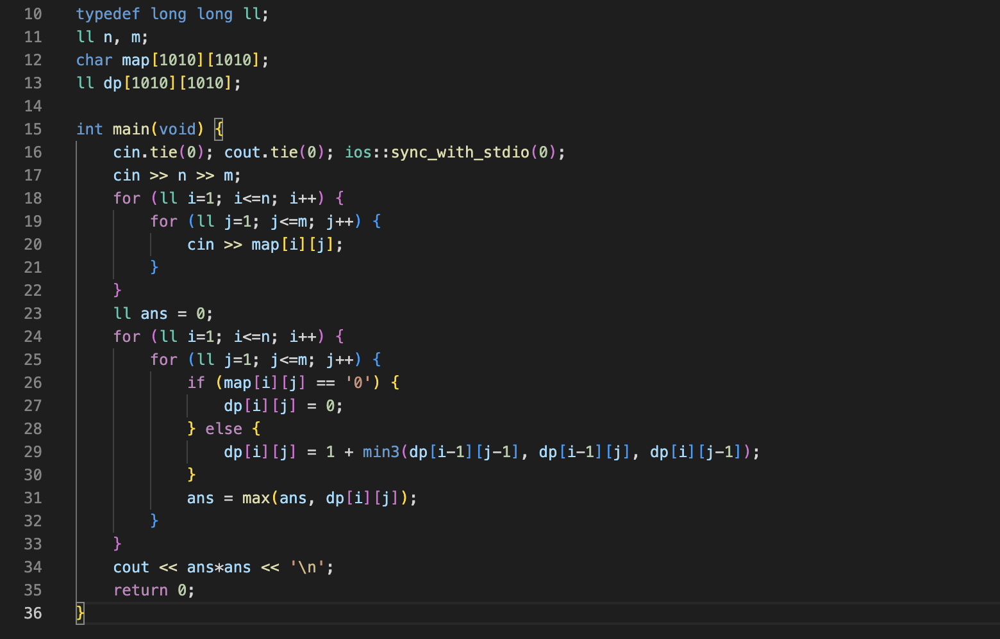 10 typedef long long ll;
11 ll n, m;
12 char map[1010][1010];
13 ll dp[1010][1010];
14
15 int main(void) {
16     cin.tie(0); cout.tie(0); ios::sync_with_stdio(0);
17     cin >> n >> m;
18     for (ll i=1; i<=n; i++) {
19         for (ll j=1; j<=m; j++) {
20             cin >> map[i][j];
21         }
22     }
23     ll ans = 0;
24     for (ll i=1; i<=n; i++) {
25         for (ll j=1; j<=m; j++) {
26             if (map[i][j] == '0') {
27                 dp[i][j] = 0;
28             } else {
29                 dp[i][j] = 1 + min3(dp[i-1][j-1], dp[i-1][j], dp[i][j-1]);
30             }
31             ans = max(ans, dp[i][j]);
32         }
33     }
34     cout << ans*ans << '\n';
35     return 0;
36 }